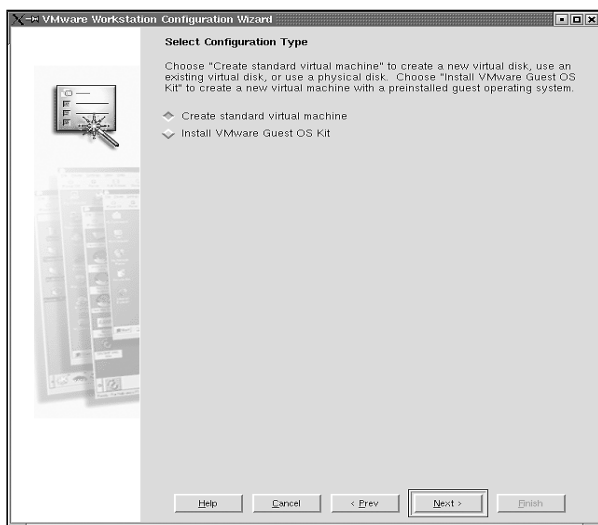 VMware Workstation Configuration Wizard
Select Configuration Type
Choose "Create standard virtual machine" to create a new virtual disk, use an
existing virtual disk, or use a physical disk. Choose "Install VMware Guest OS
Kit" to create a new virtual machine with a preinstalled guest operating system.
Create standard virtual machine
Install VMware Guest OS Kit
Help
Cancel
< Prev
Next >
Finish